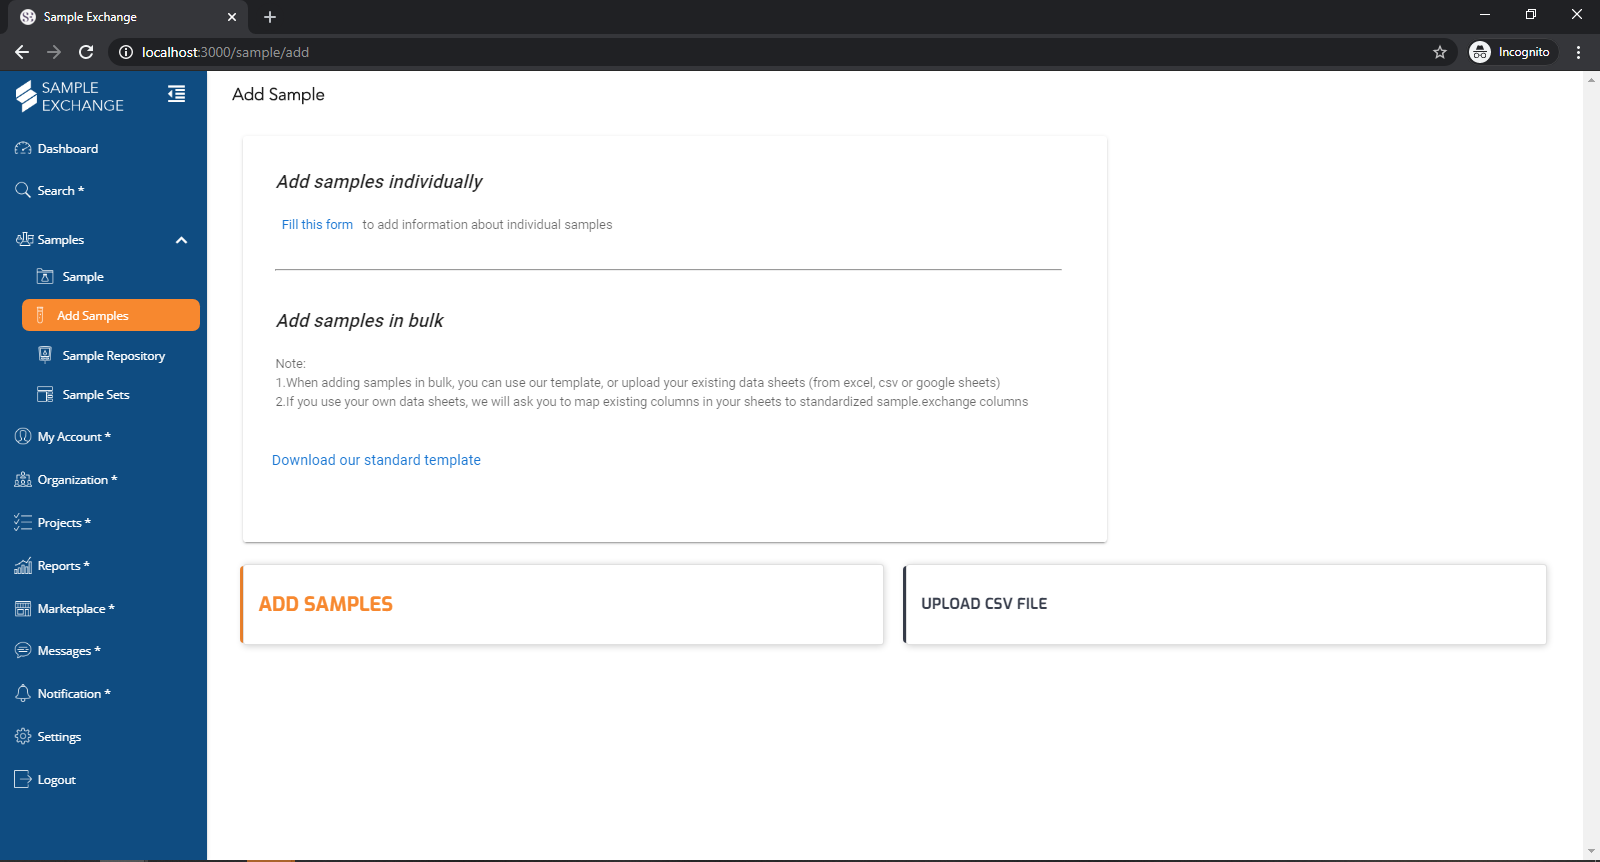 Sample Exchange
localhost:3000/sample/add
Incognito
SAMPLE
EXCHANGE
Dashboard
Search *
Samples
Sample
Add Samples
Sample Repository
Sample Sets
My Account *
Organization *
Projects *
Reports *
Marketplace *
Messages *
Notification *
Settings
Logout
Add Sample
Add samples individually
Fill this form to add information about individual samples
Add samples in bulk
Note:
1.When adding samples in bulk, you can use our template, or upload your existing data sheets (from excel, csv or google sheets)
2.If you use your own data sheets, we will ask you to map existing columns in your sheets to standardized sample.exchange columns
Download our standard template
ADD SAMPLES
UPLOAD CSV FILE